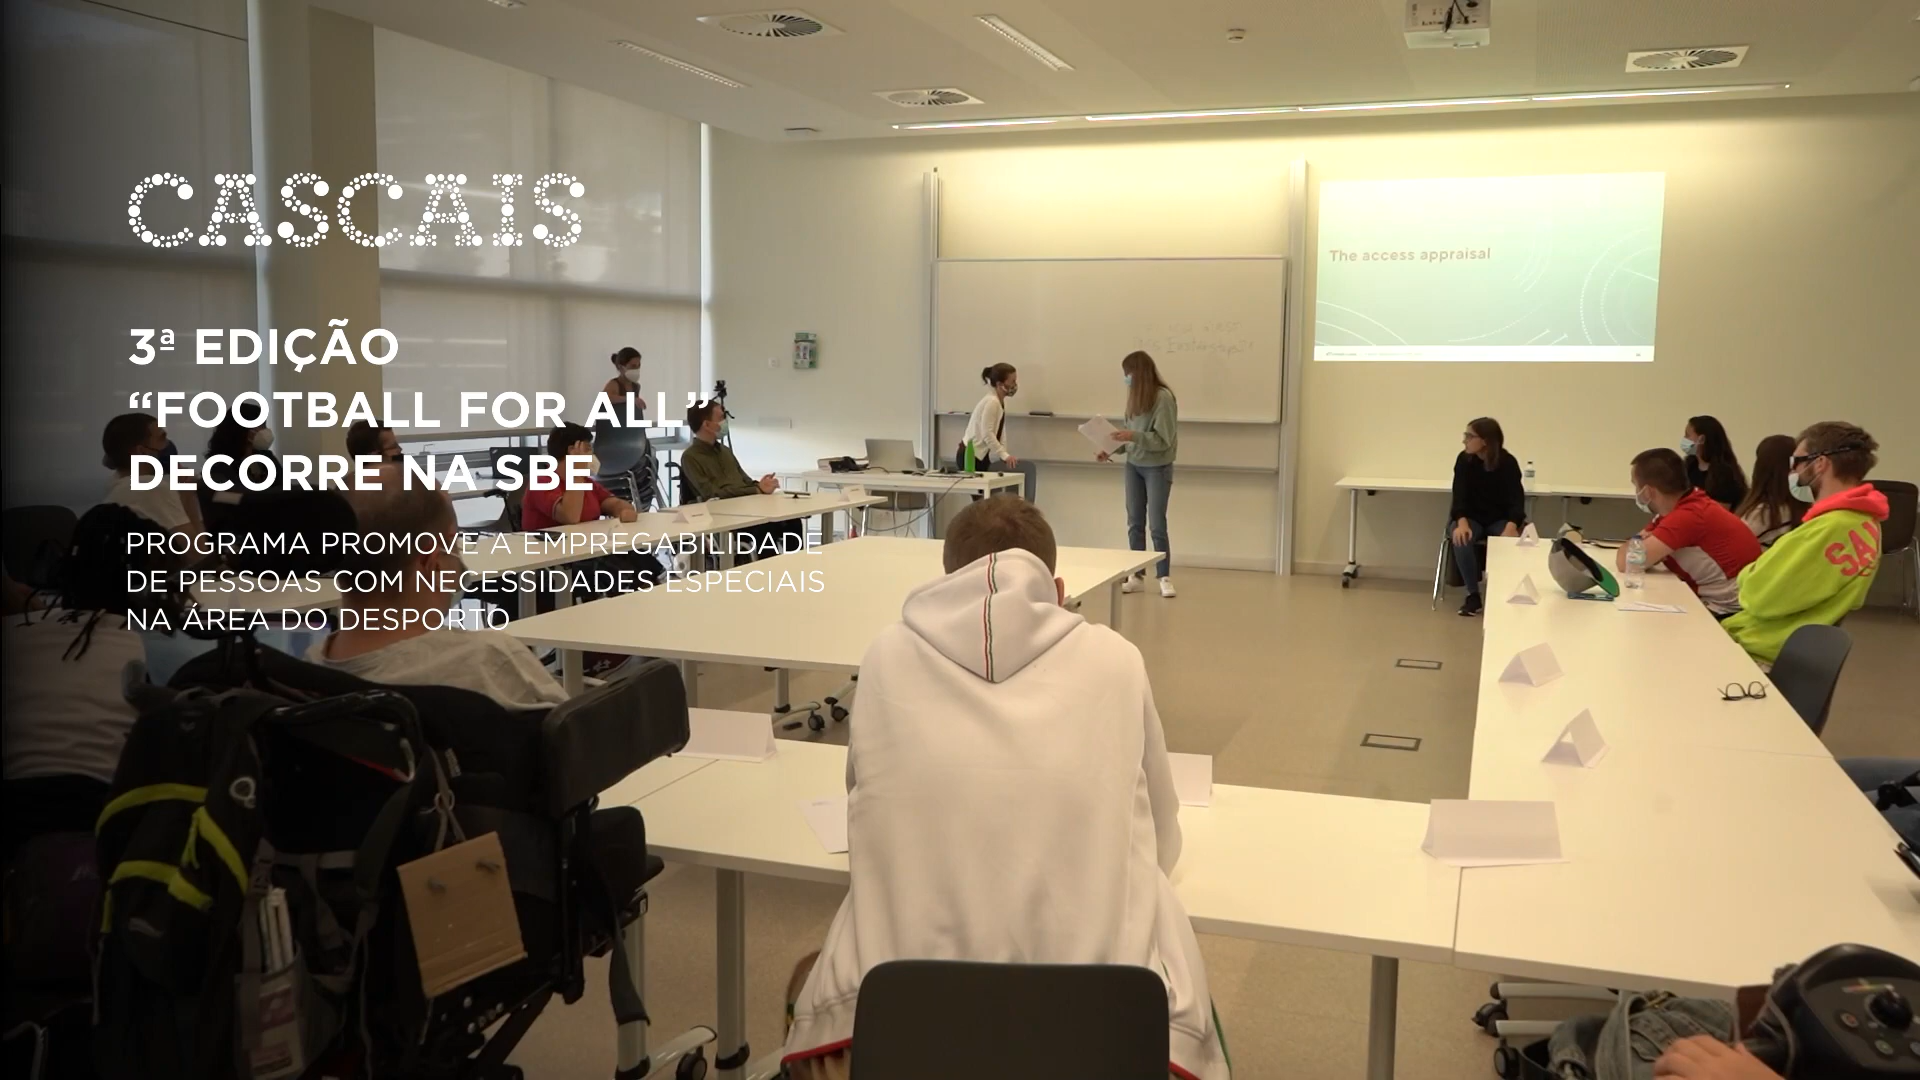 CASCAIS
3ª EDIÇÃO
“FOOTBALL FOR ALL”
DECORRE NA SBE
PROGRAMA PROMOVE A EMPREGABILIDADE
DE PESSOAS COM NECESSIDADES ESPECIAIS
NA ÁREA DO DESPORTO
The access appraisal